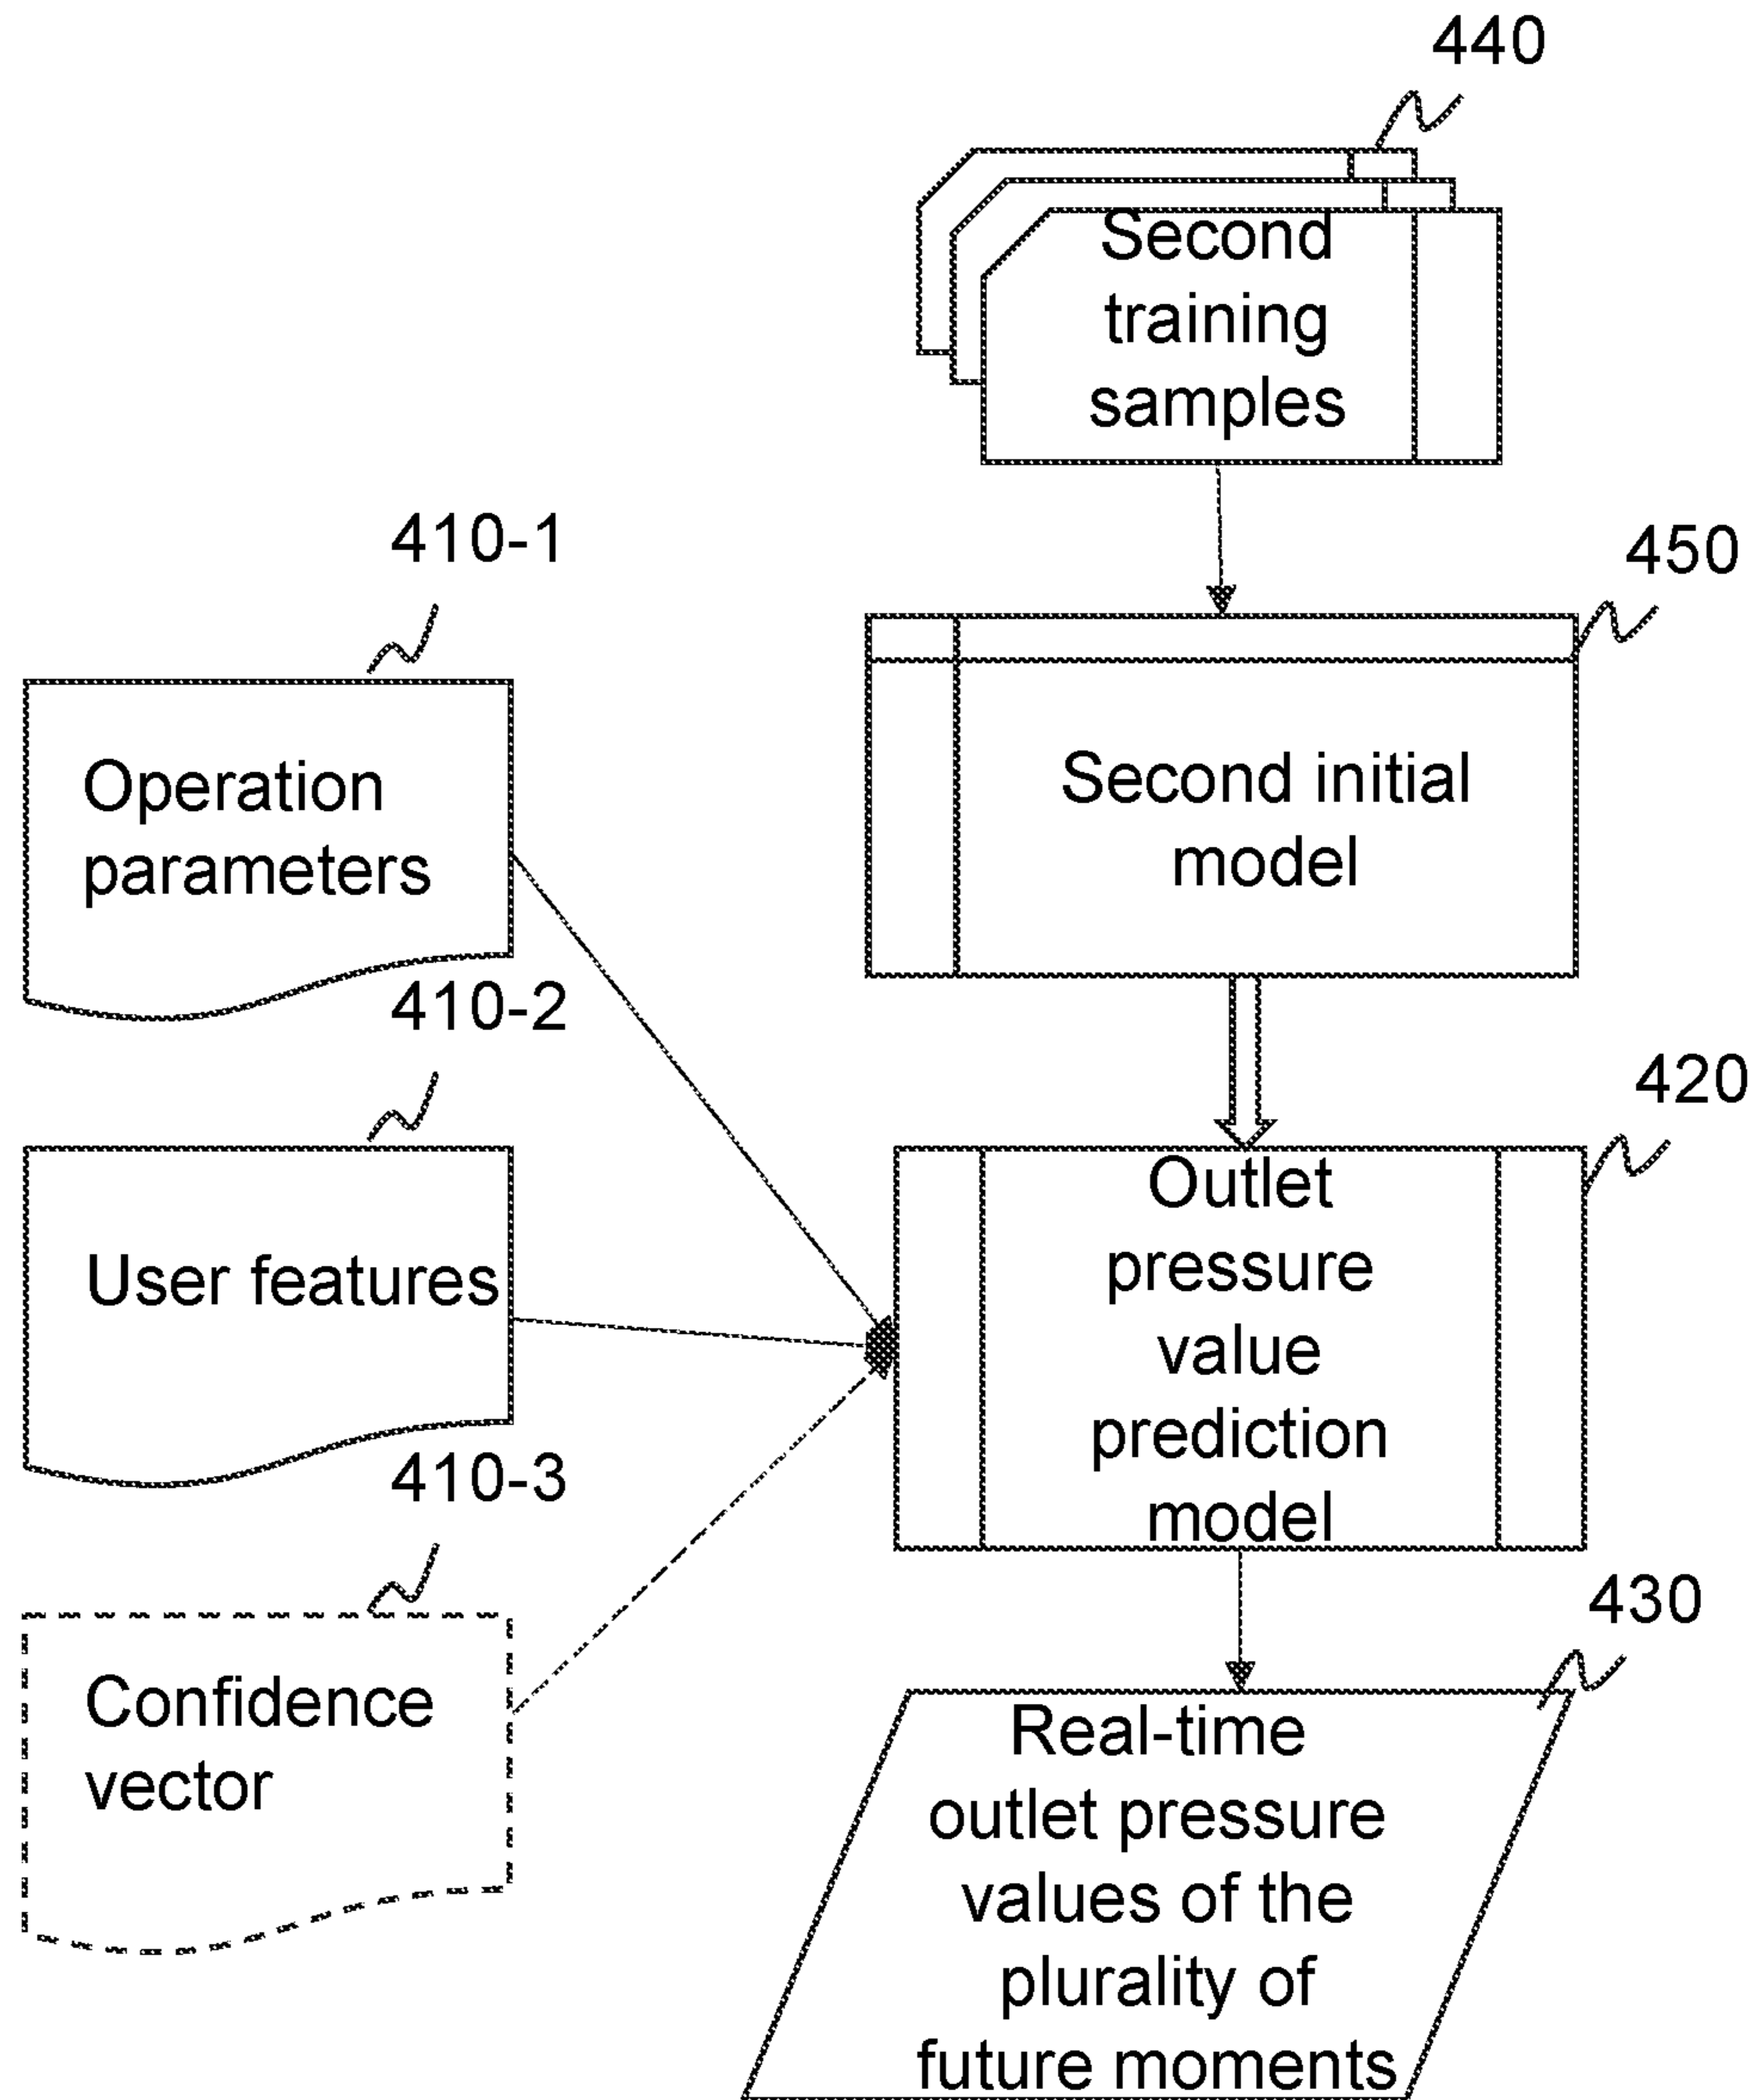 440
Second
training
samples
410-1
450
Operation
parameters
Second initial
model
410-2
420
User features
Outlet
pressure
value
prediction
model
410-3
430
Confidence
vector
Real-time
outlet pressure
values of the
plurality of
future moments